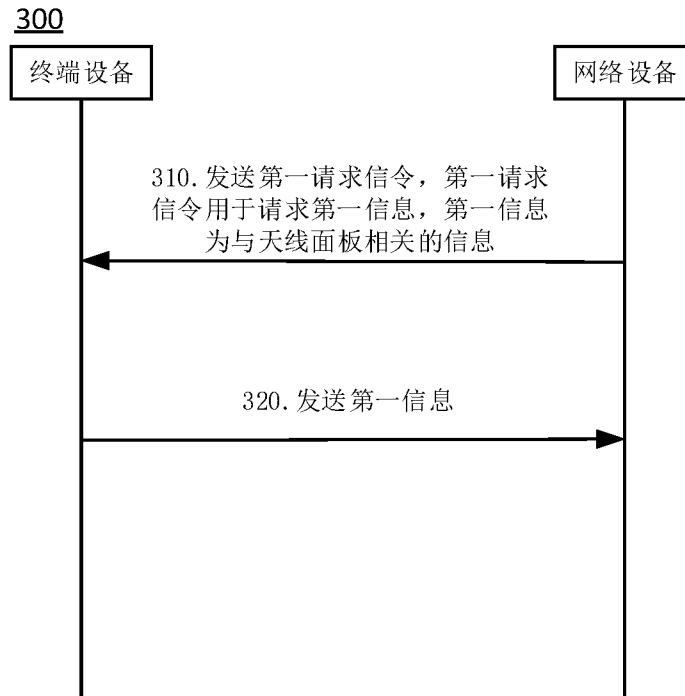 300
终端设备
网络设备
310.发送第一请求信令，第一请求
信令用于请求第一信息，第一信息
为与天线面板相关的信息
320.发送第一信息